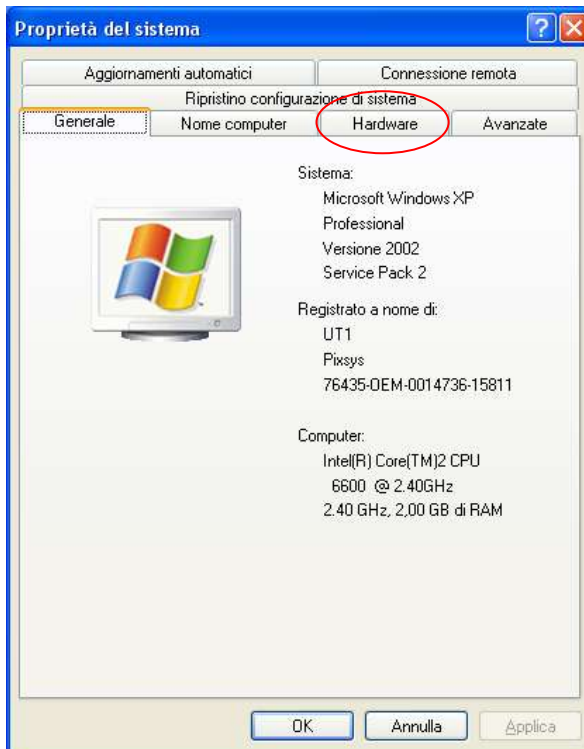 Proprietà del sistema
Aggiornamenti automatici Connessione remota
Ripristino configurazione di sistema
Generale Nome computer Hardware Avanzate
Sistema:
Microsoft Windows XP
Professional
Versione 2002
Service Pack 2
Registrato a nome di:
UT1
Pixsys
76435-OEM-0014736-15811
Computer:
Intel(R) Core(TM)2 CPU
6600 @ 2.40GHz
2.40 GHz, 2,00 GB di RAM
OK Annulla Applica